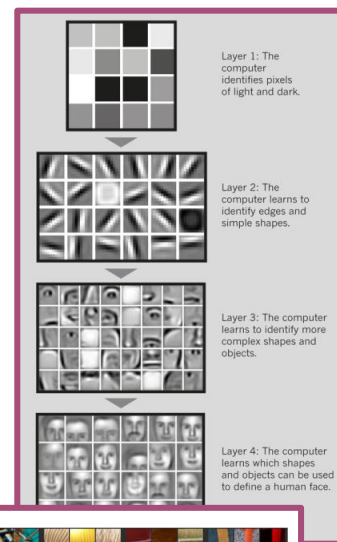 Layer 1: The
computer
identifies pixels
of light and dark.
Layer 2: The
computer learns to
identify edges and
simple shapes.
Layer 3: The computer
learns to identify more
complex shapes and
objects.
Layer 4: The computer
learns which shapes
and objects can be used
to define a human face.